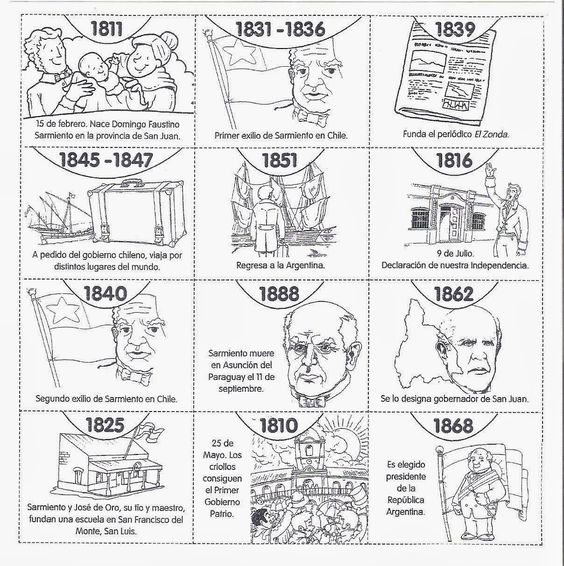 1811
15 de febrero. Nace Domingo Faustino
Sarmiento en la provincia de San Juan.
1831 -1836
Primer exilio de Sarmiento en Chile.
1839
Funda el periódico El Zonda.
1845 -1847
A pedido del gobierno chileno, viaja por
distintos lugares del mundo.
1851
Regresa a la Argentina.
1816
9 de Julio.
Declaración de nuestra Independencia.
1840
Segundo exilio de Sarmiento en Chile.
1888
Sarmiento muere
en Asunción del
Paraguay el 11 de
septiembre.
1862
Se lo designa gobernador de San Juan.
1825
Sarmiento y José de Oro, su tío y maestro,
fundan una escuela en San Francisco del
Monte, San Luis.
1810
25 de
Mayo. Los
criollos
consiguen
el Primer
Gobierno
Patrio.
1868
Es elegido
presidente
de la
República
Argentina.